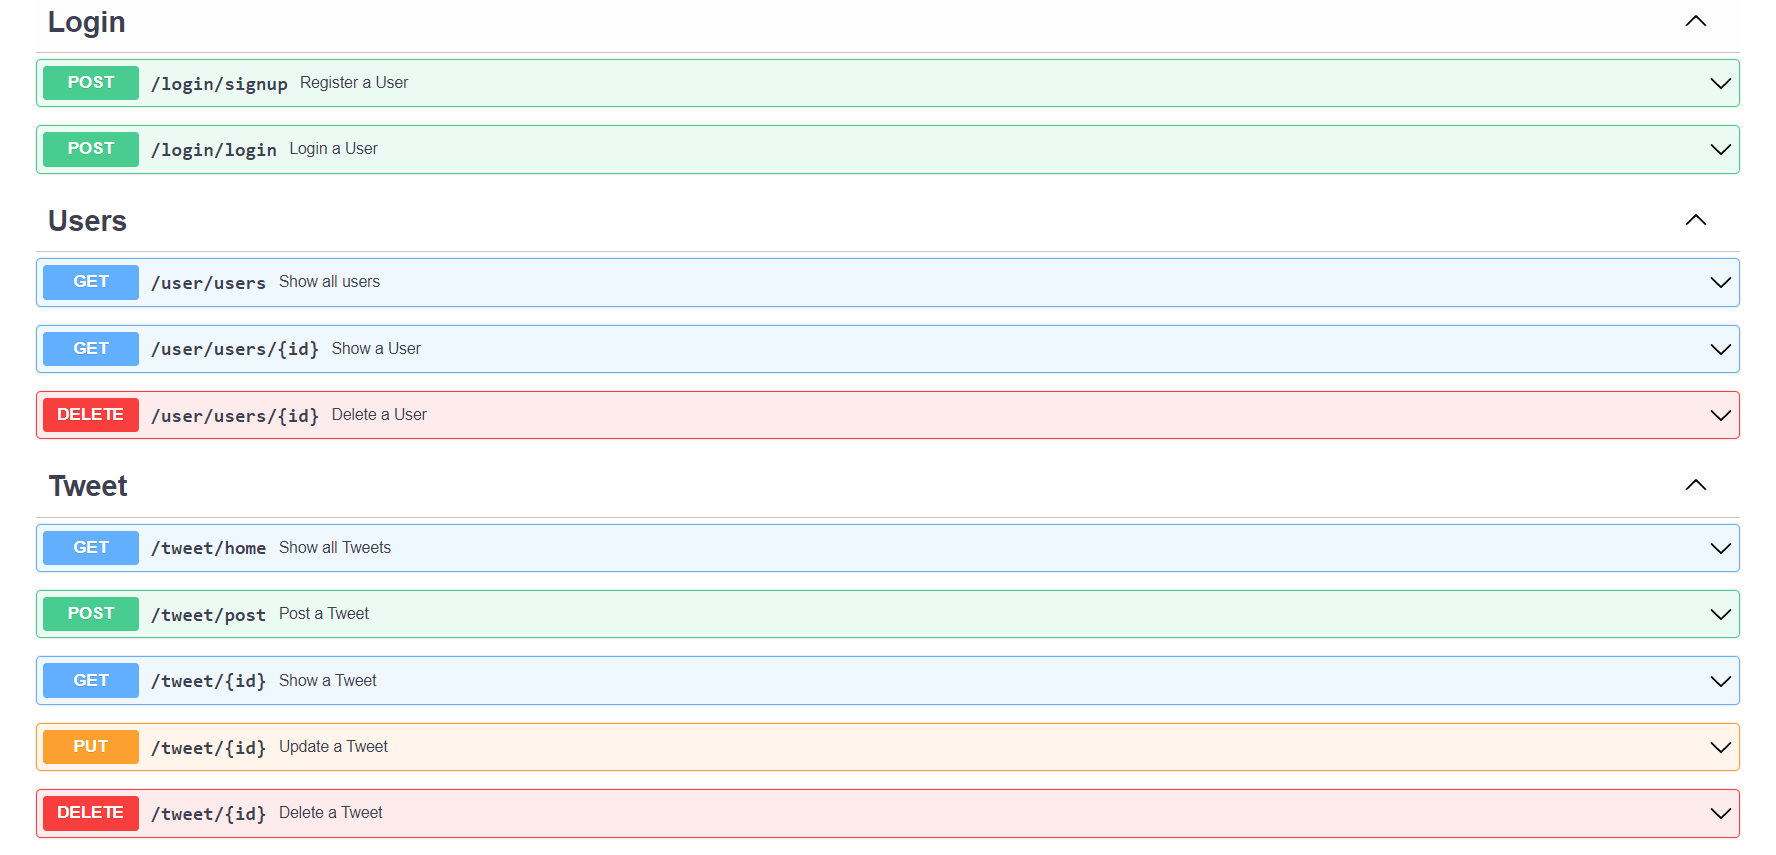 Login
POST /login/signup Register a User
POST /login/login Login a User
Users
GET /user/users Show all users
GET /user/users/{id} Show a User
DELETE /user/users/{id} Delete a User
Tweet
GET /tweet/home Show all Tweets
POST /tweet/post Post a Tweet
GET /tweet/{id} Show a Tweet
PUT /tweet/{id} Update a Tweet
DELETE /tweet/{id} Delete a Tweet